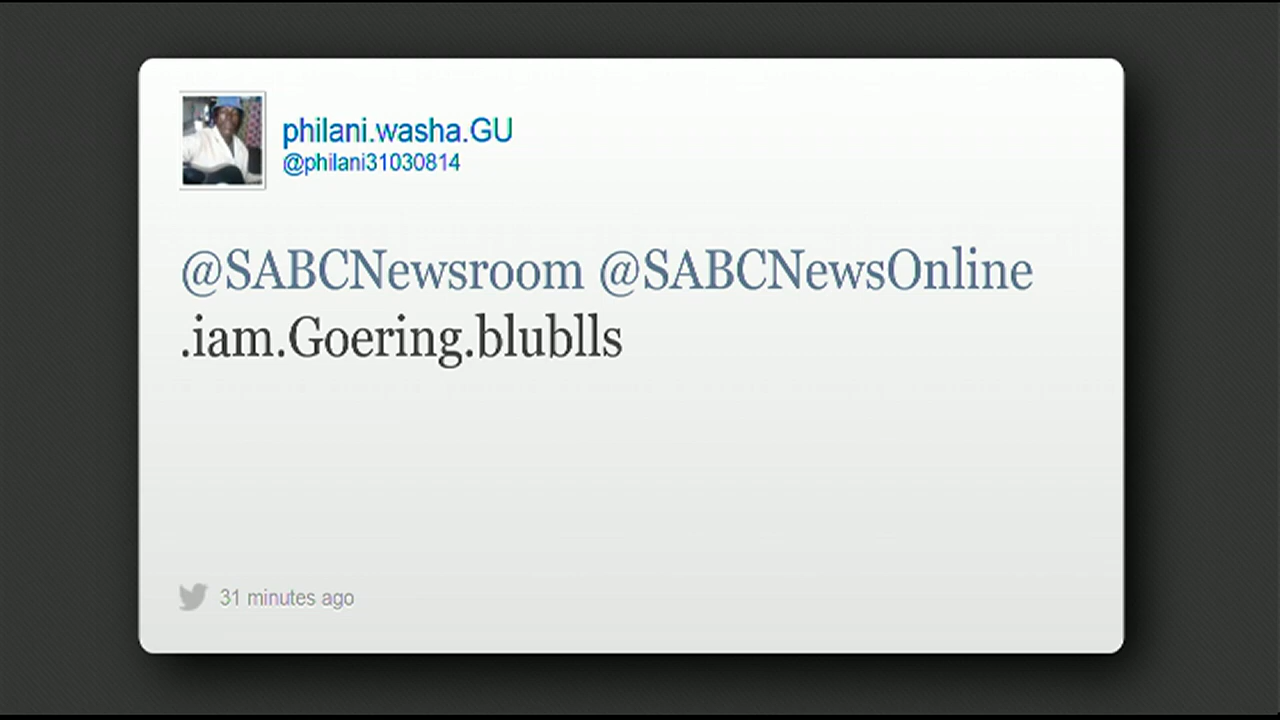 philani.washa.GU
@philani31030814
@SABCNewsroom @SABCNewsOnline
.iam.Goering.blublls
31 minutes ago